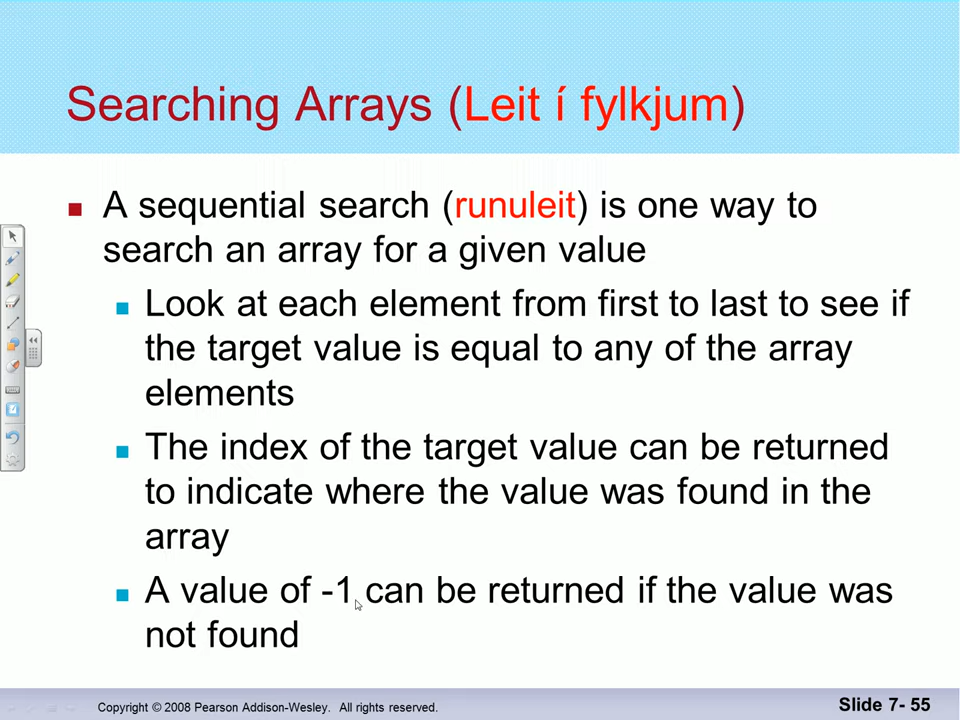 Searching Arrays (Leit í fylkjum)
A sequential search (runuleit) is one way to
search an array for a given value
Look at each element from first to last to see if
the target value is equal to any of the array
elements
The index of the target value can be returned
to indicate where the value was found in the
array
A value of -1 can be returned if the value was
not found
Copyright © 2008 Pearson Addison-Wesley. All rights reserved.
Slide 7- 55